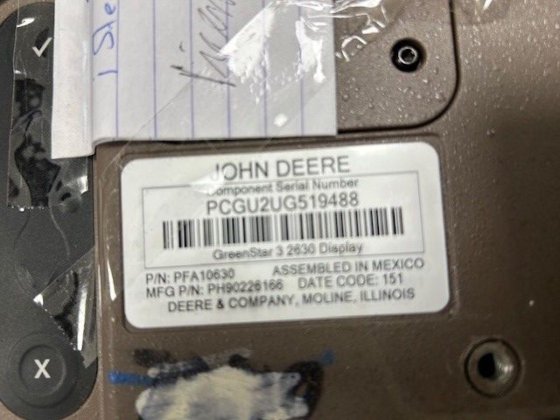 JOHN DEERE
Component Serial Number
PCGU2UG519488
GreenStar 3 2630 Display
P/N: PFA10630 ASSEMBLED IN MEXICO
MFG P/N: PH90226166 DATE CODE: 151
DEERE & COMPANY, MOLINE, ILLINOIS
X